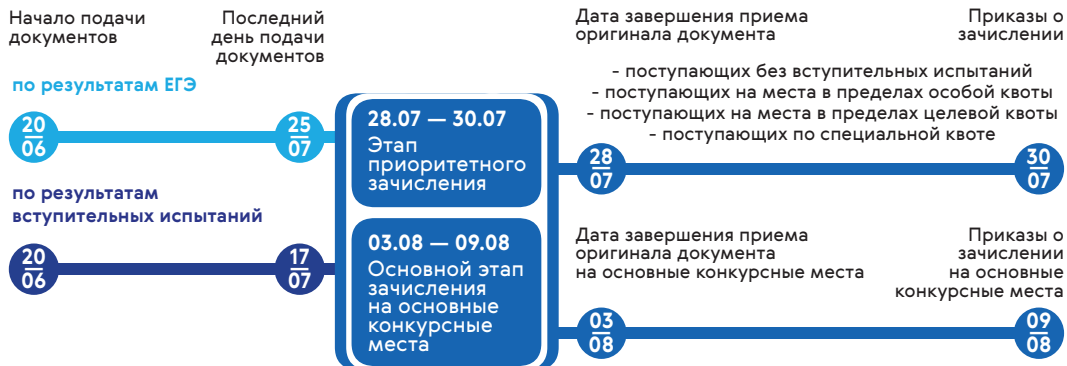 Начало подачи
документов
Последний
день подачи
документов
по результатам ЕГЭ
20
06
25
07
по результатам
вступительных испытаний
20
06
17
07
28.07 — 30.07
Этап
приоритетного
зачисления
03.08 — 09.08
Основной этап
зачисления
на основные
конкурсные
места
Дата завершения приема
оригинала документа
Приказы о
зачислении
- поступающих без вступительных испытаний
- поступающих на места в пределах особой квоты
- поступающих на места в пределах целевой квоты
- поступающих по специальной квоте
28
07
30
07
Дата завершения приема
оригинала документа
на основные конкурсные места
Приказы о
зачислении
на основные
конкурсные места
03
08
09
08